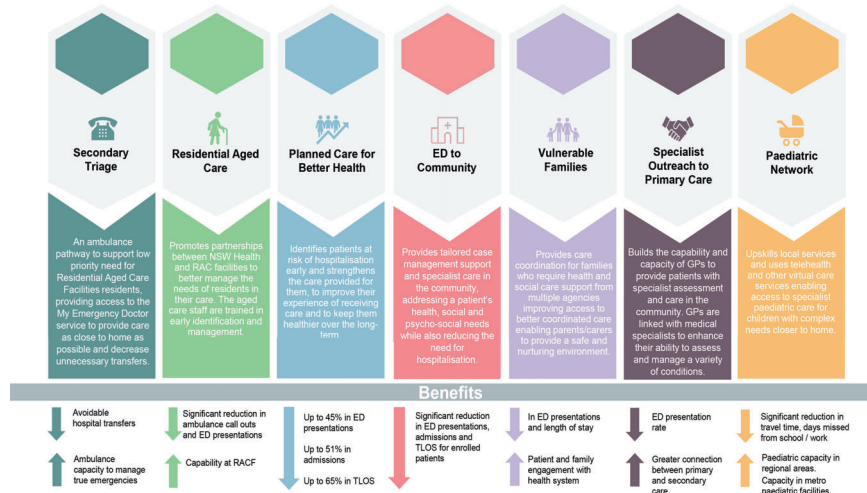 Secondary
Triage
Residential Aged
Care
Planned Care for
Better Health
ED to
Community
Vulnerable
Families
Specialist
Outreach to
Primary Care
Paediatric
Network
An ambulance
pathway to support low
priority need for
Residential Aged Care
Facilities residents,
providing access to the
My Emergency Doctor
service to provide care
as close to home as
possible and decrease
unnecessary transfers.
Promotes partnerships
between NSW Health
and RAC facilities to
better manage the
needs of residents in
their care. The aged
care staff are trained in
early identification and
management.
Identifies patients at
risk of hospitalisation
early and strengthens
the care provided for
them, to improve their
experience of receiving
care and to keep them
healthier over the long-
term
Provides tailored case
management support
and specialist care in
the community,
addressing a patient's
health, social and
psycho-social needs
while also reducing the
need for
hospitalisation.
Provides care
coordination for families
who require health and
social care support from
multiple agencies
improving access to
better coordinated care
enabling parents/carers
to provide a safe and
nurturing environment.
Builds the capability and
capacity of GPs to
provide patients with
specialist assessment
and care in the
community. GPs are
linked with medical
specialists to enhance
their ability to assess
and manage a variety
of conditions.
Upskills local services
and uses telehealth
and other virtual care
services enabling
access to specialist
paediatric care for
children with complex
needs closer to home.
Benefits
Avoidable
hospital transfers
Ambulance
capacity to manage
true emergencies
Significant reduction in
ambulance call outs
and ED presentations
Capability at RACF
Up to 45% in ED
presentations
Up to 51% in
admissions
Up to 65% in TLOS
Significant reduction
in ED presentations,
admissions and
TLOS for enrolled
patients
In ED presentations
and length of stay
Patient and family
engagement with
health system
ED presentation
rate
Greater connection
between primary
and secondary
care
Significant reduction in
travel time, days missed
from school / work
Paediatric capacity in
regional areas.
Capacity in metro
paediatric facilities